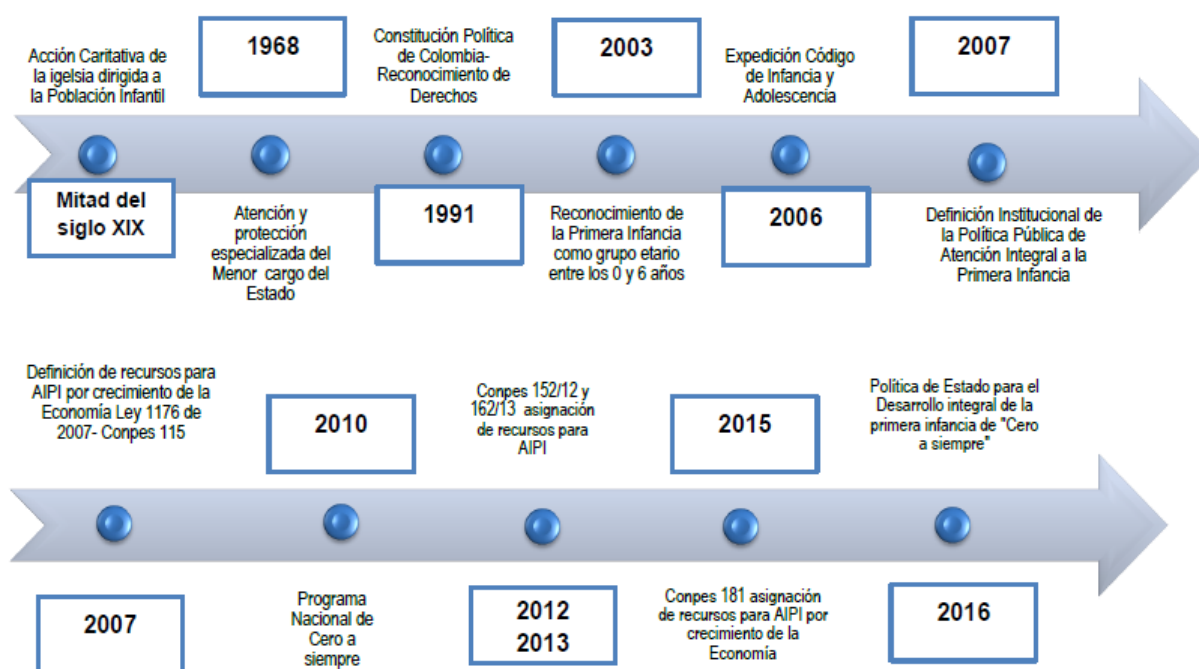 Acción Caritativa de
la igelsia dirigida a
la Población Infantil
Mitad del
siglo XIX
1968
Atención y
protección
especializada del
Menor cargo del
Estado
Constitución Política
de Colombia-
Reconocimiento de
Derechos
1991
2003
Reconocimiento de
la Primera Infancia
como grupo etario
entre los 0 y 6 años
Expedición Código
de Infancia y
Adolescencia
2006
2007
Definición Institucional de
la Política Pública de
Atención Integral a la
Primera Infancia
Definición de recursos para
AIPI por crecimiento de la
Economía Ley 1176 de
2007- Conpes 115
2007
2010
Programa
Nacional de
Cero a
siempre
Conpes 152/12 y
162/13 asignación
de recursos para
AIPI
2012
2013
2015
Conpes 181 asignación
de recursos para AIPI por
crecimiento de la
Economía
Política de Estado para el
Desarrollo integral de la
primera infancia de "Cero
a siempre"
2016